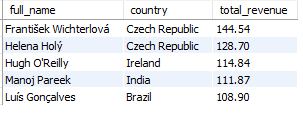 full_name country total_revenue
František Wichterlová Czech Republic 144.54
Helena Holý Czech Republic 128.70
Hugh O'Reilly Ireland 114.84
Manoj Pareek India 111.87
Luís Gonçalves Brazil 108.90